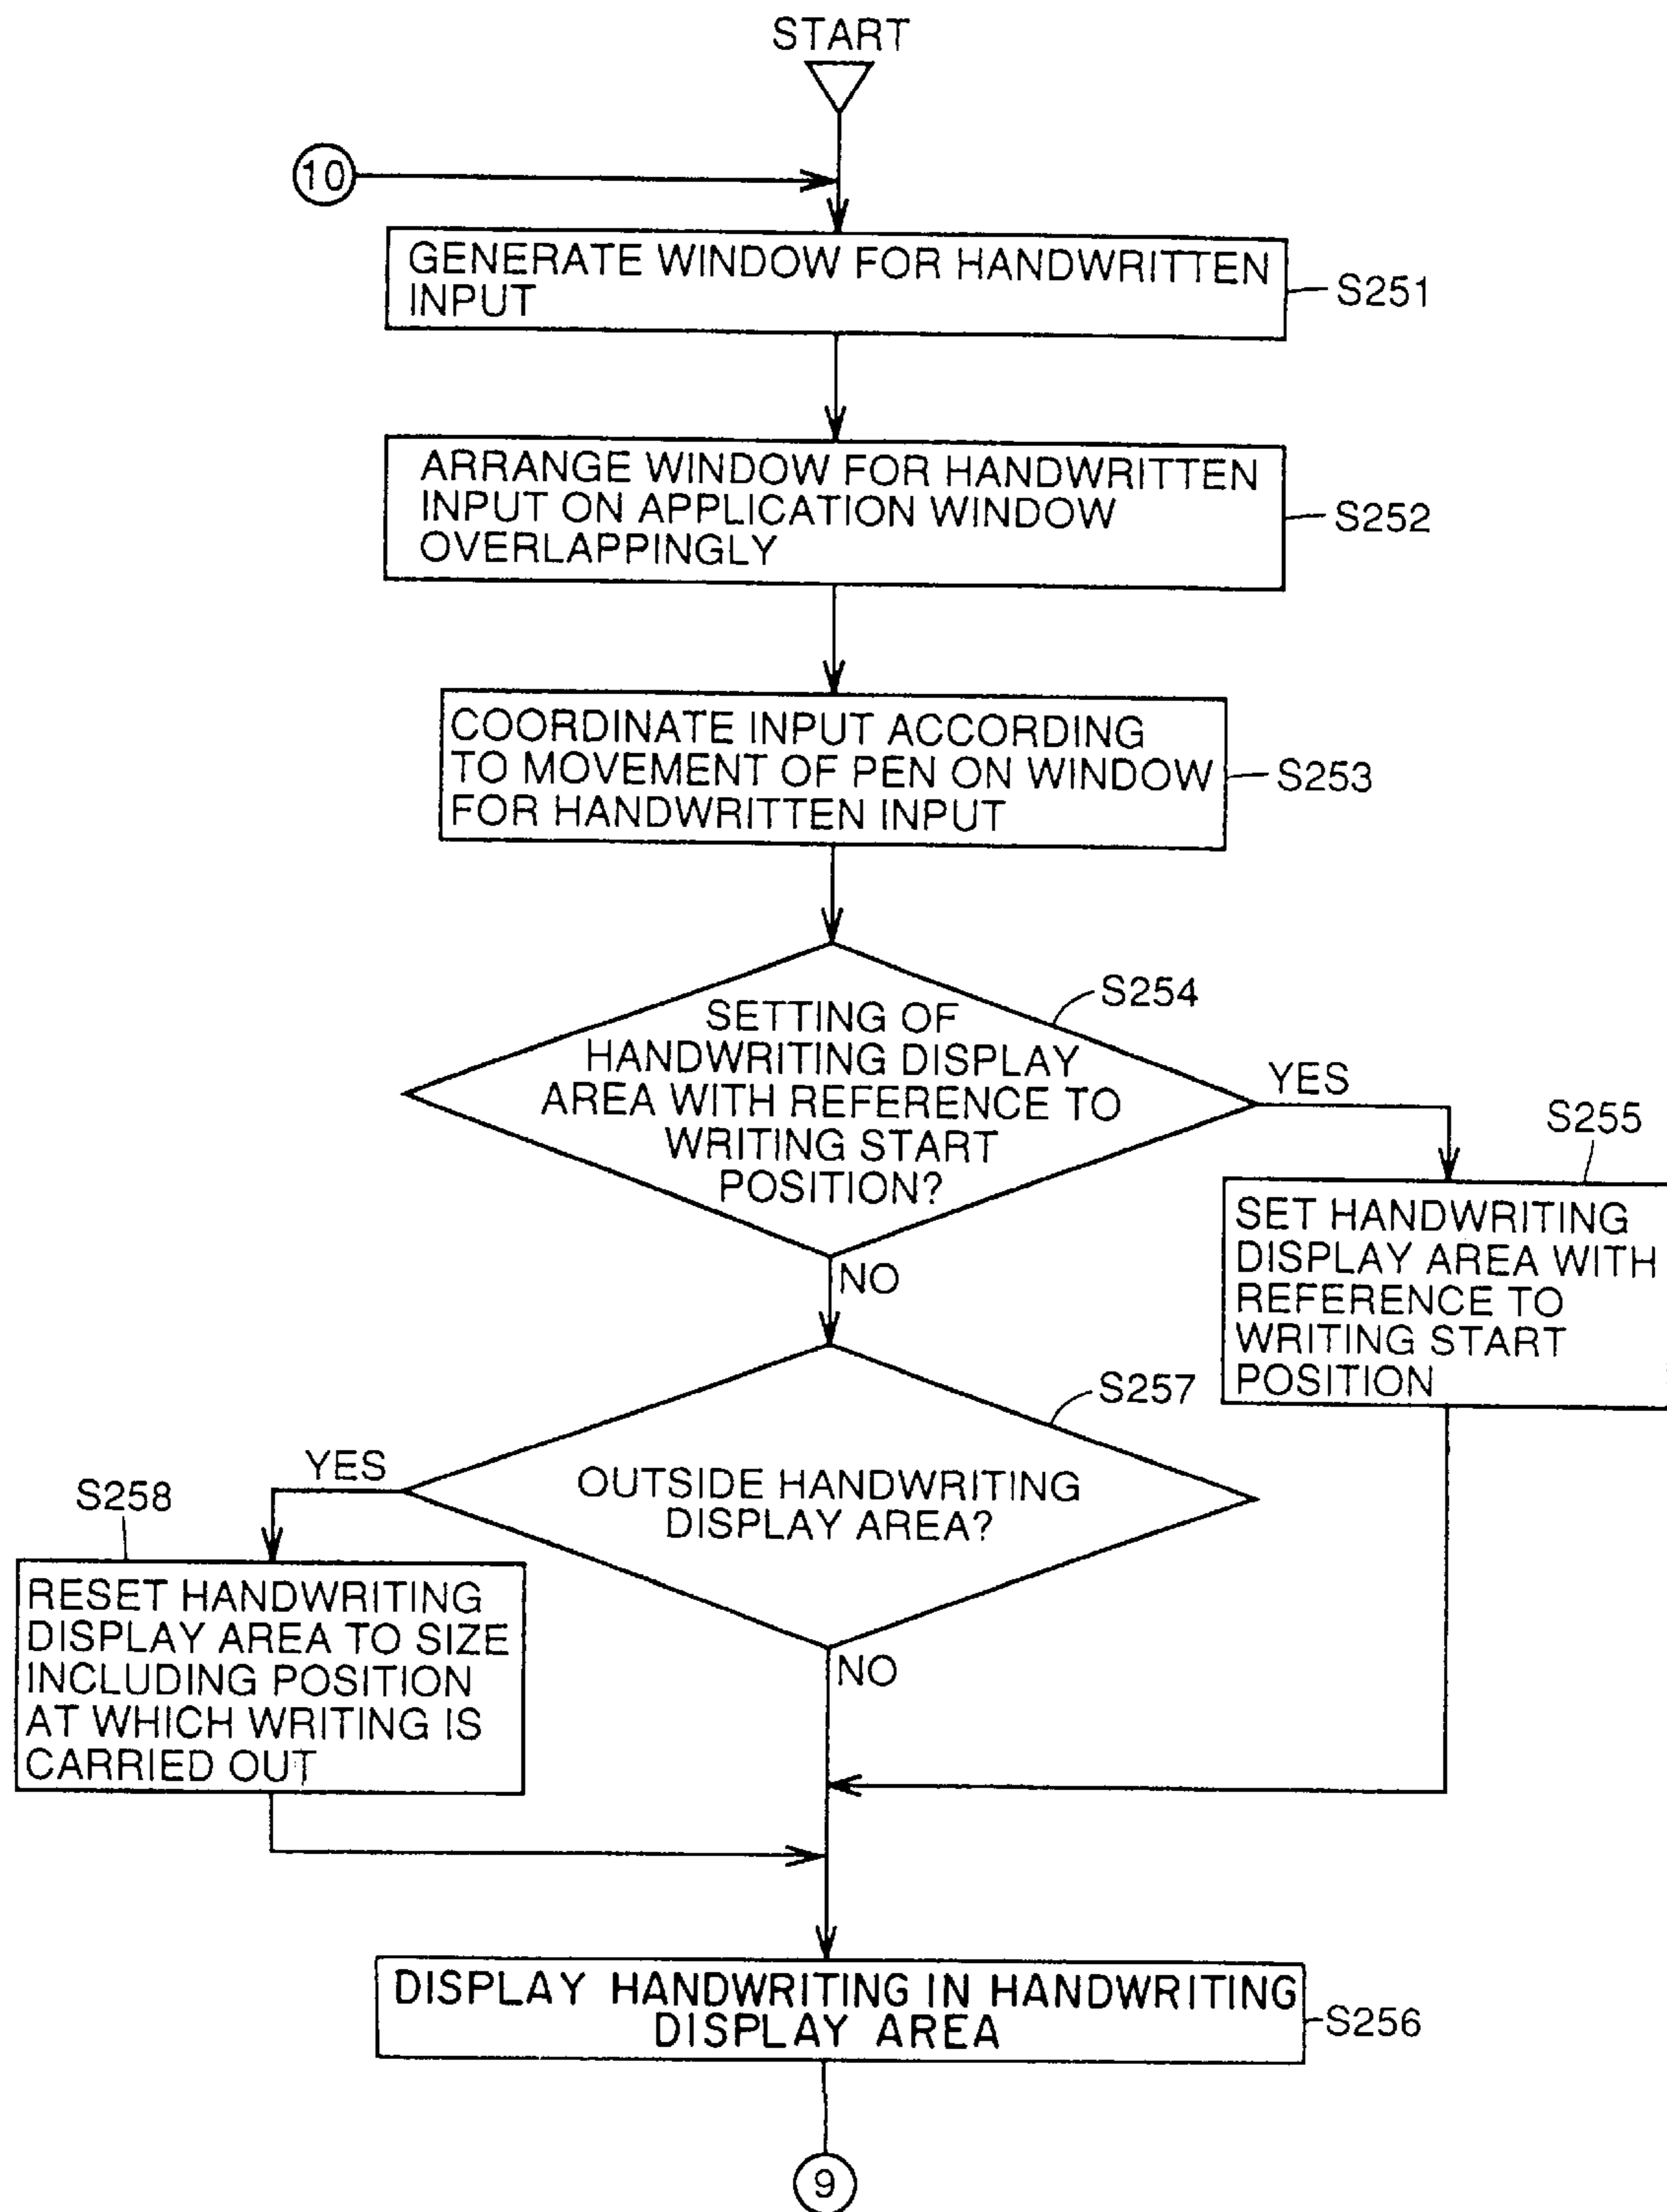 START
10
GENERATE WINDOW FOR HANDWRITTEN
INPUT
S251
ARRANGE WINDOW FOR HANDWRITTEN
INPUT ON APPLICATION WINDOW
OVERLAPPINGLY
S252
COORDINATE INPUT ACCORDING
TO MOVEMENT OF PEN ON WINDOW
FOR HANDWRITTEN INPUT
S253
S254
SETTING OF
HANDWRITING DISPLAY
AREA WITH REFERENCE TO
WRITING START
POSITION?
YES
NO
S255
SET HANDWRITING
DISPLAY AREA WITH
REFERENCE TO
WRITING START
POSITION
S257
OUTSIDE HANDWRITING
DISPLAY AREA?
YES
NO
S258
RESET HANDWRITING
DISPLAY AREA TO SIZE
INCLUDING POSITION
AT WHICH WRITING IS
CARRIED OUT
DISPLAY HANDWRITING IN HANDWRITING
DISPLAY AREA
S256
9